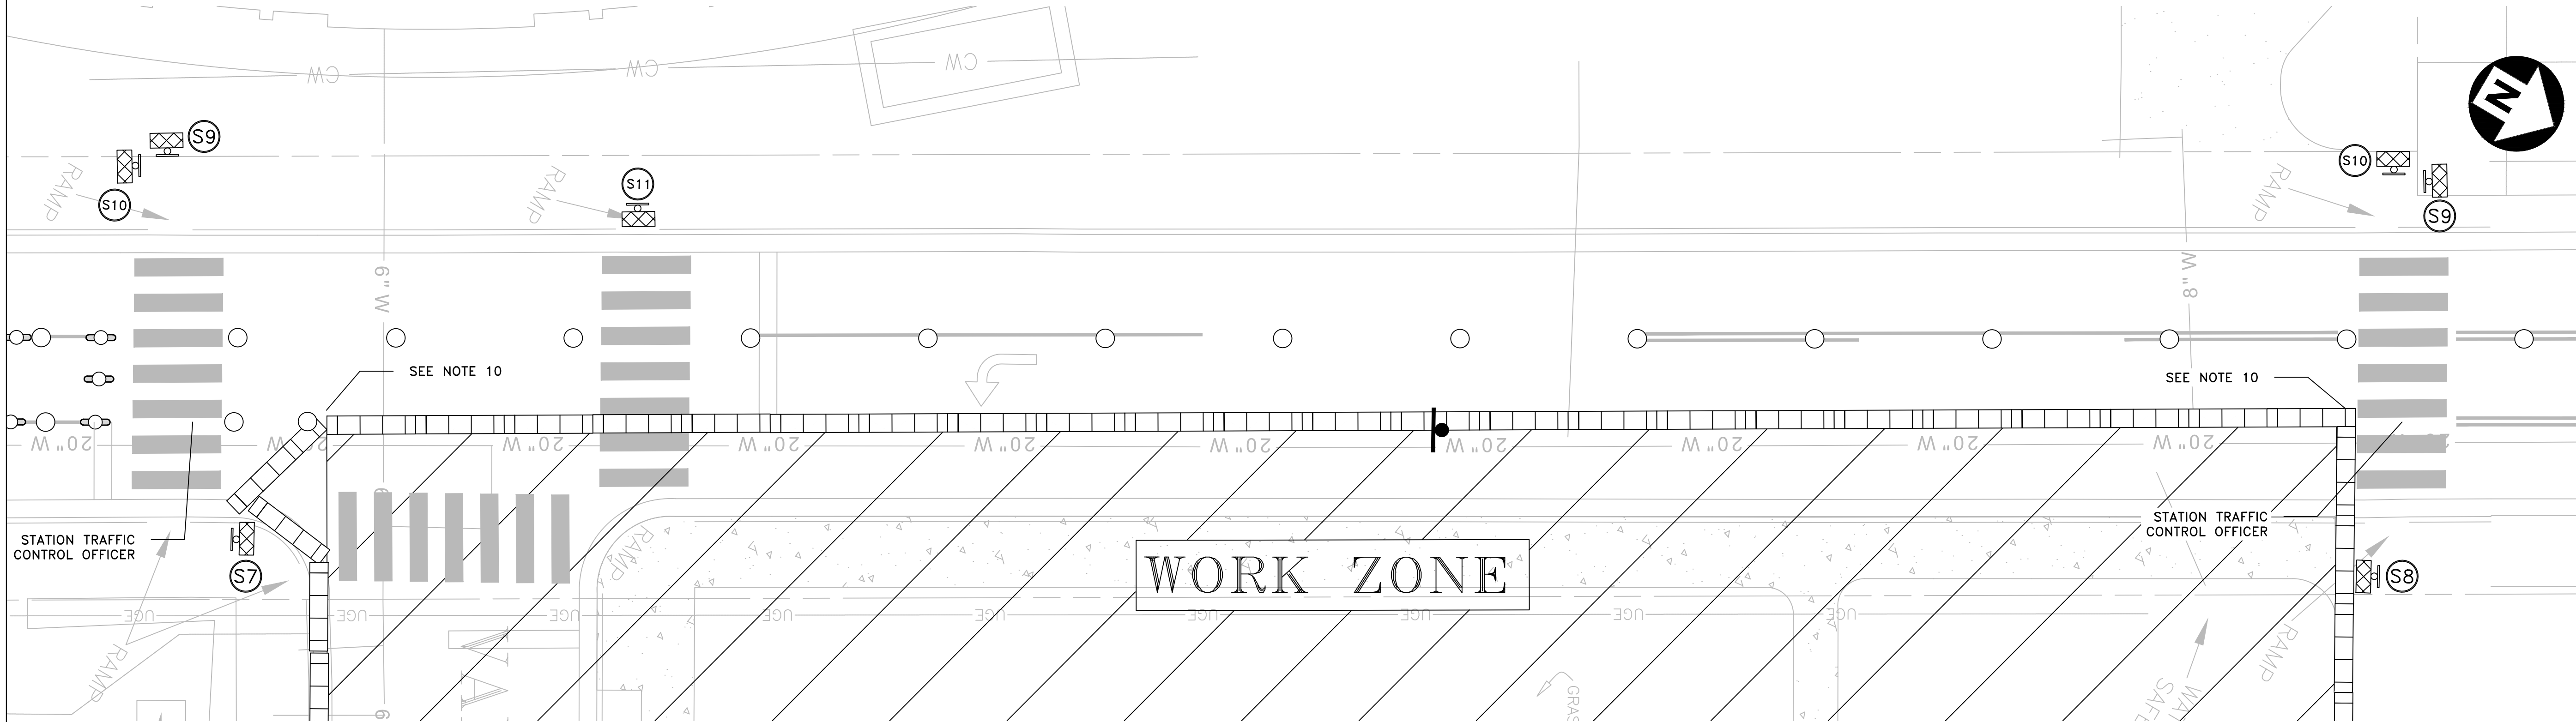 CW
CW
CW
N
S9
S10
S11
S10
S9
RAMP
RAMP
RAMP
6" W
8" W
SEE NOTE 10
SEE NOTE 10
20" W
20" W
20" W
20" W
20" W
20" W
20" W
20" W
20" W
STATION TRAFFIC
CONTROL OFFICER
STATION TRAFFIC
CONTROL OFFICER
S7
S8
WORK ZONE
RAMP
UGE
UGE
UGE
UGE
UGE
UGE
UGE
UGE
UGE
RAMP
RAMP